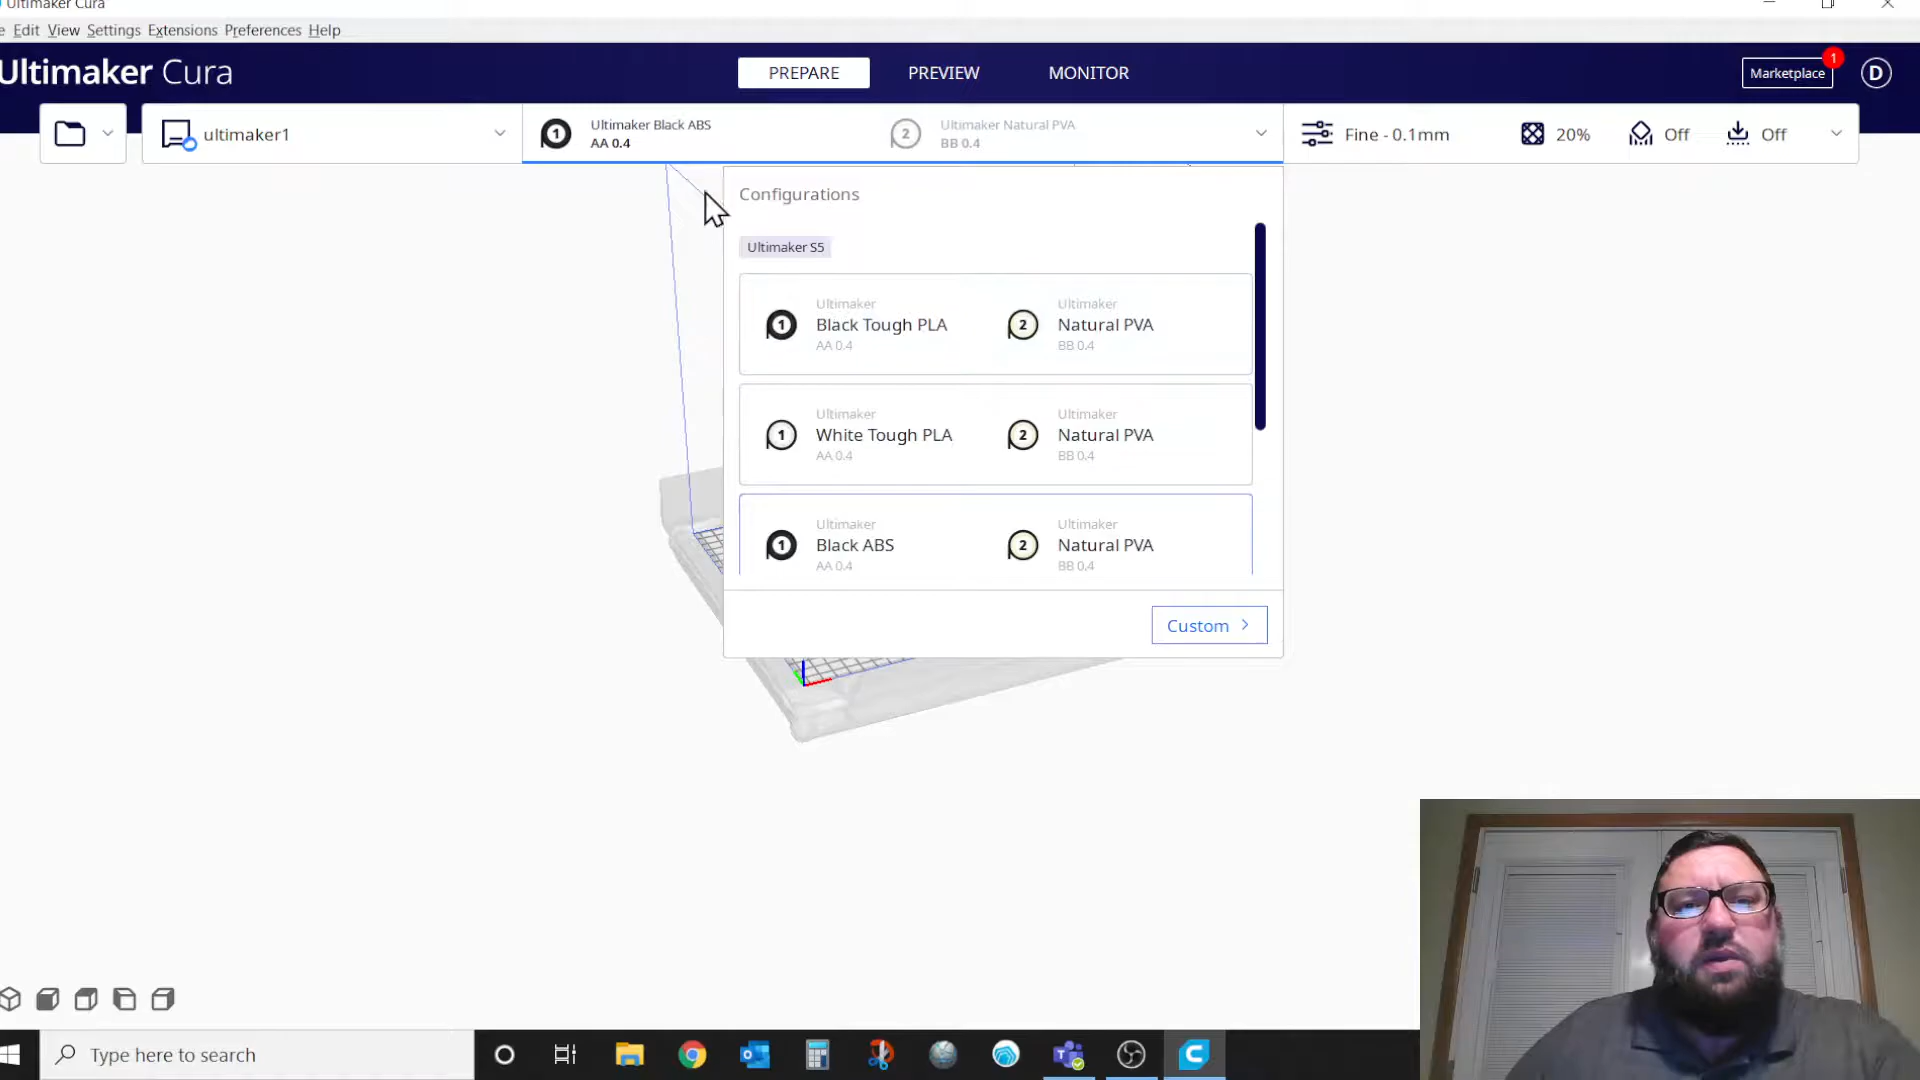 Ultimaker Cura
e Edit View Settings Extensions Preferences Help
Ultimaker Cura
PREPARE PREVIEW MONITOR
Marketplace 1 D
ultimaker1
1 Ultimaker Black ABS
AA 0.4
2 Ultimaker Natural PVA
BB 0.4
Fine - 0.1mm 20% Off Off
Configurations
Ultimaker S5
Ultimaker
1 Black Tough PLA
AA 0.4
Ultimaker
2 Natural PVA
BB 0.4
Ultimaker
1 White Tough PLA
AA 0.4
Ultimaker
2 Natural PVA
BB 0.4
Ultimaker
1 Black ABS
AA 0.4
Ultimaker
2 Natural PVA
BB 0.4
Custom
Type here to search